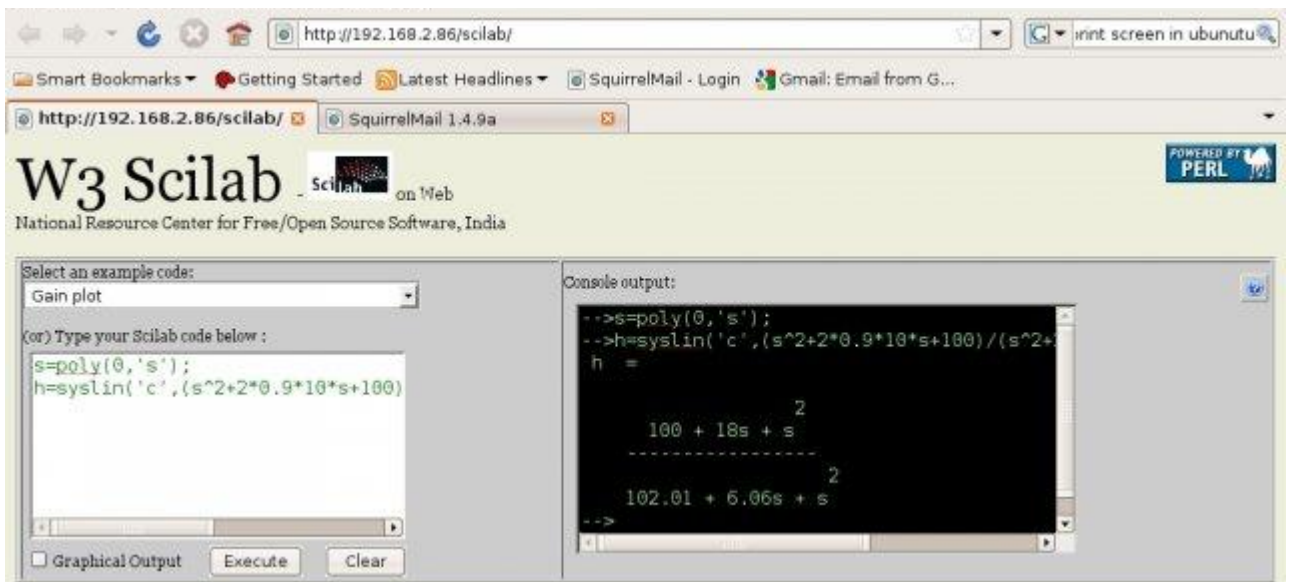 http://192.168.2.86/scilab/ rint screen in ubunutu
Smart Bookmarks Getting Started Latest Headlines SquirrelMail - Login Gmail: Email from G...
http://192.168.2.86/scilab/ SquirrelMail 1.4.9a
POWERED BY
PERL
W3 Scilab - Scilab on Web
National Resource Center for Free/Open Source Software, India
Select an example code:
Gain plot
(or) Type your Scilab code below :
s=poly(0,'s');
h=syslin('c',(s^2+2*0.9*10*s+100)
Graphical Output Execute Clear
Console output:
-->s=poly(0,'s');
-->h=syslin('c',(s^2+2*0.9*10*s+100)/(s^2+
h =
2
100 + 18s + s
-----------------
2
102.01 + 6.06s + s
-->